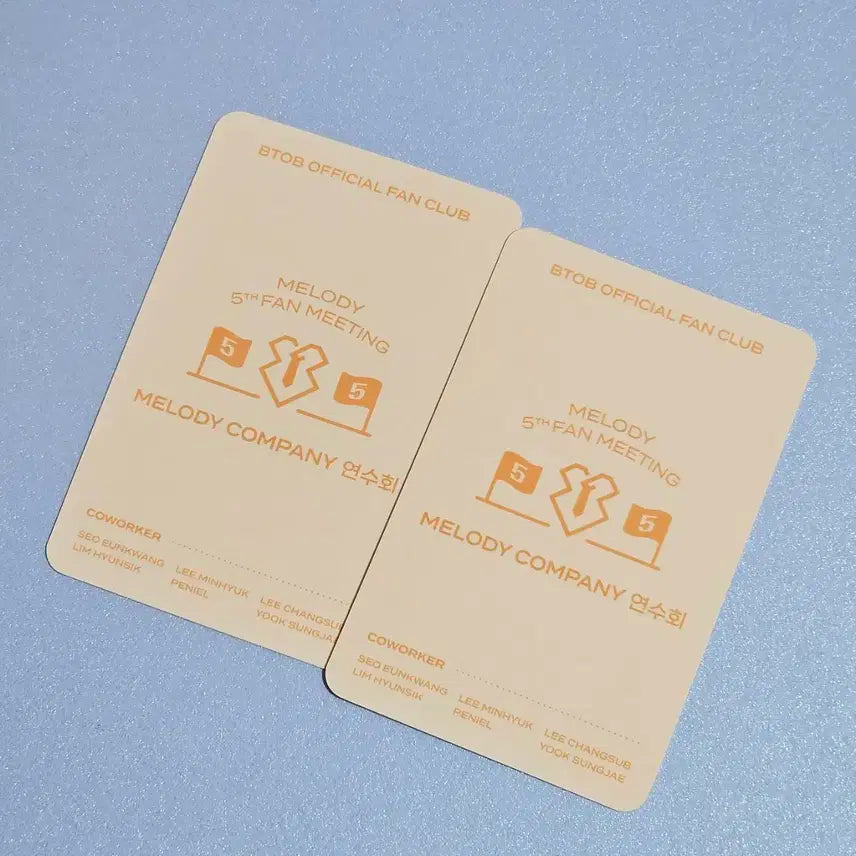 BTOB OFFICIAL FAN CLUB
MELODY
5TH FAN MEETING
5
5
MELODY COMPANY 연수회
COWORKER
SEO EUNKWANG LEE MINHYUK LEE CHANGSUB
LIM HYUNSIK PENIEL YOOK SUNGJAE
BTOB OFFICIAL FAN CLUB
MELODY
5TH FAN MEETING
5
5
MELODY COMPANY 연수회
COWORKER
SEO EUNKWANG LEE MINHYUK LEE CHANGSUB
LIM HYUNSIK PENIEL YOOK SUNGJAE